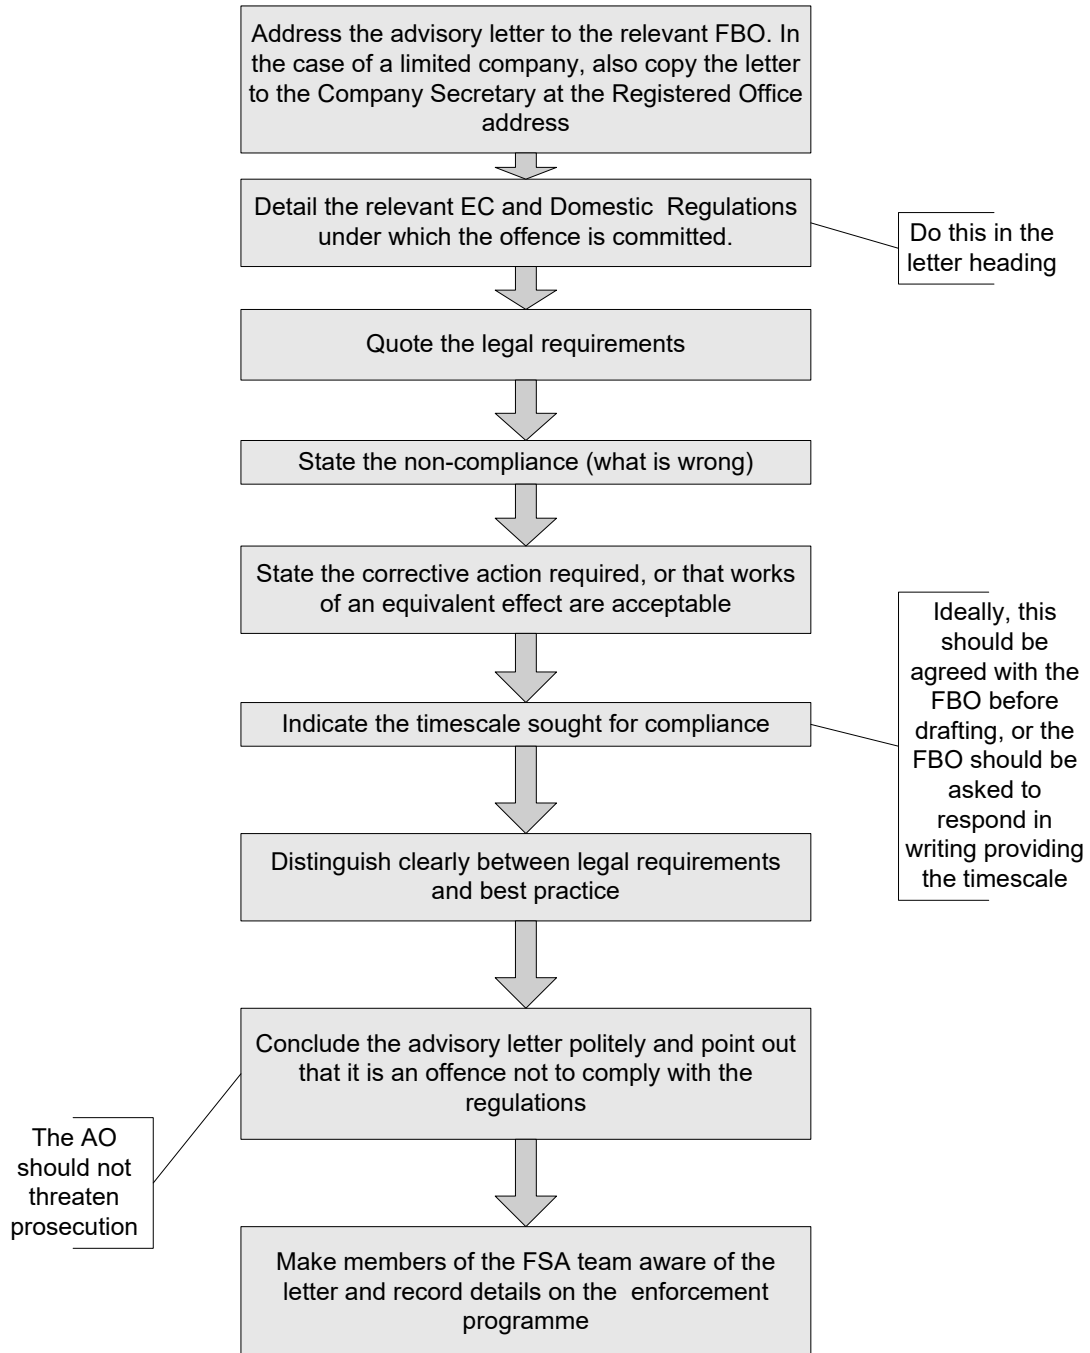 Address the advisory letter to the relevant FBO. In
the case of a limited company, also copy the letter
to the Company Secretary at the Registered Office
address
Detail the relevant EC and Domestic  Regulations
under which the offence is committed.
Do this in the
letter heading
Quote the legal requirements
State the non-compliance (what is wrong)
State the corrective action required, or that works
of an equivalent effect are acceptable
Indicate the timescale sought for compliance
Ideally, this
should be
agreed with the
FBO before
drafting, or the
FBO should be
asked to
respond in
writing providing
the timescale
Distinguish clearly between legal requirements
and best practice
Conclude the advisory letter politely and point out
that it is an offence not to comply with the
regulations
The AO
should not
threaten
prosecution
Make members of the FSA team aware of the
letter and record details on the  enforcement
programme